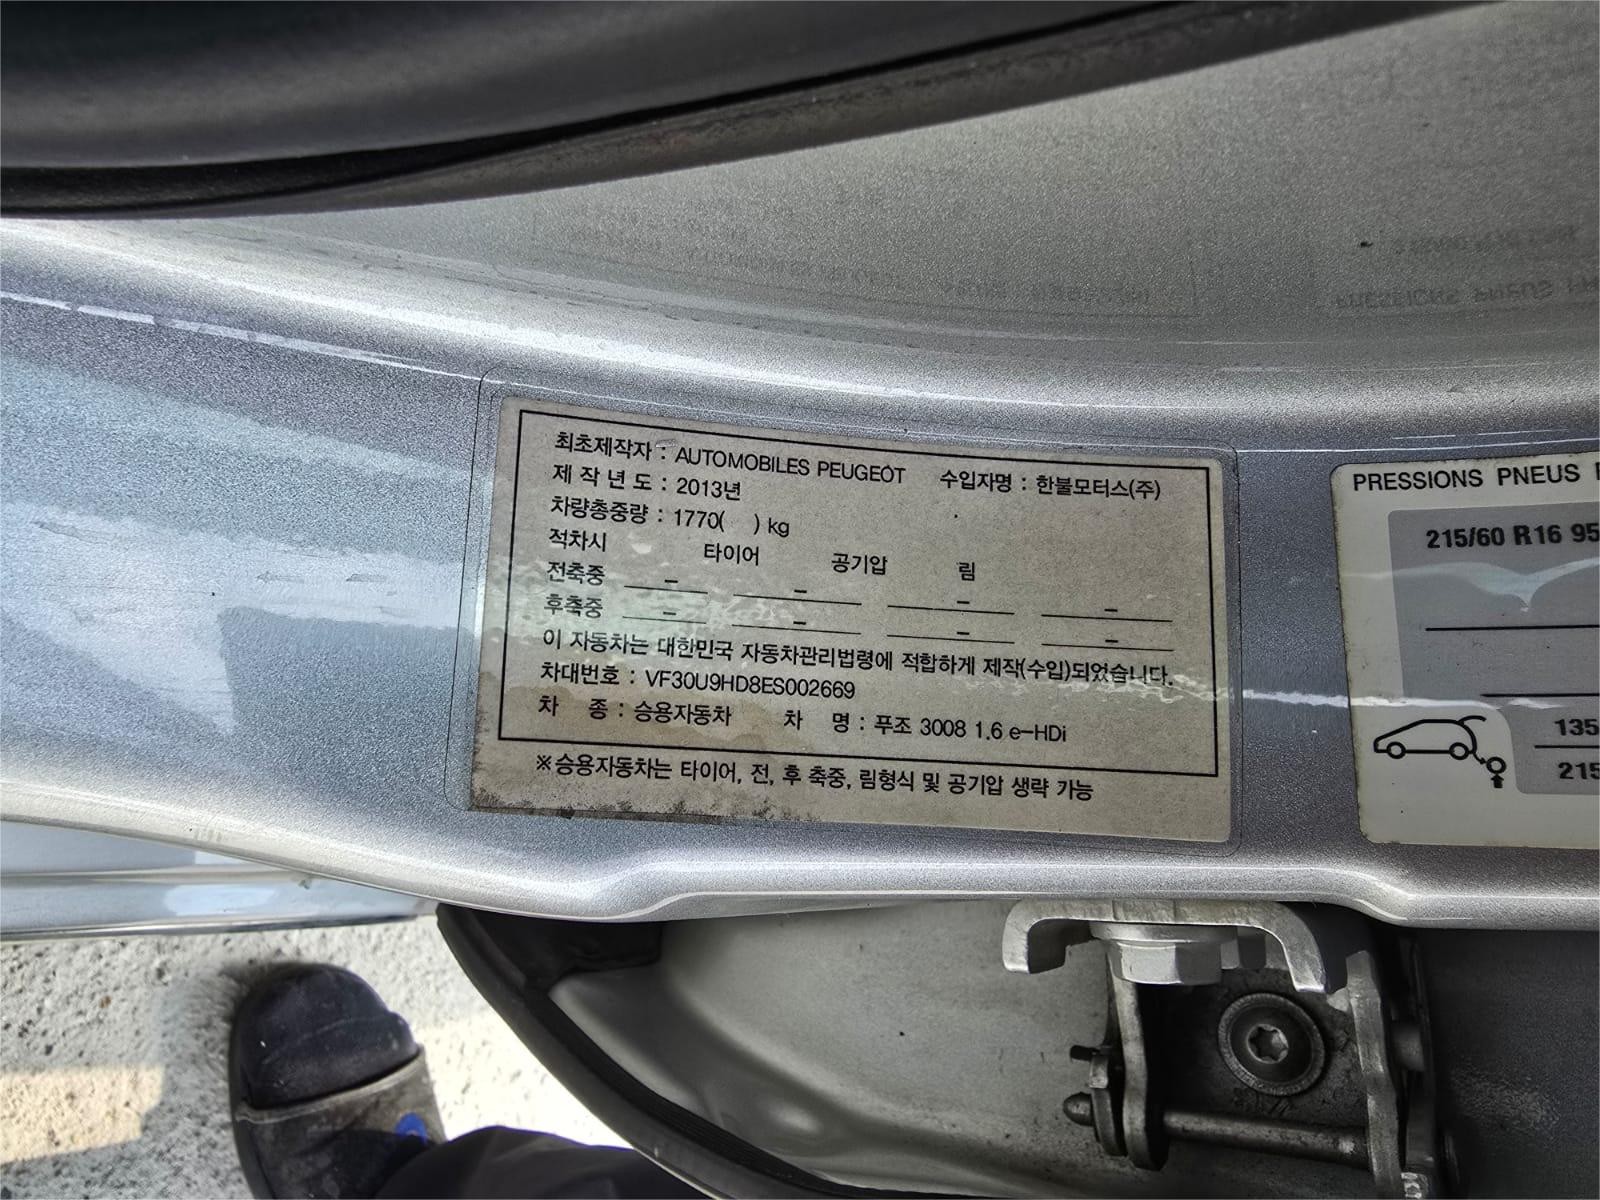 최초제작자 : AUTOMOBILES PEUGEOT 수입자명 : 한불모터스(주)
제 작 년 도 : 2013년
차량총중량 : 1770( ) kg
적차시 타이어 공기압 림
전축중 – – – –
후축중 – – – –
이 자동차는 대한민국 자동차관리법령에 적합하게 제작(수입)되었습니다.
차대번호 : VF30U9HD8ES002669
차 종 : 승용자동차 차 명 : 푸조 3008 1.6 e-HDi
※승용자동차는 타이어, 전, 후 축중, 림형식 및 공기압 생략 가능
PRESSIONS PNEUS
215/60 R16 95
135
215